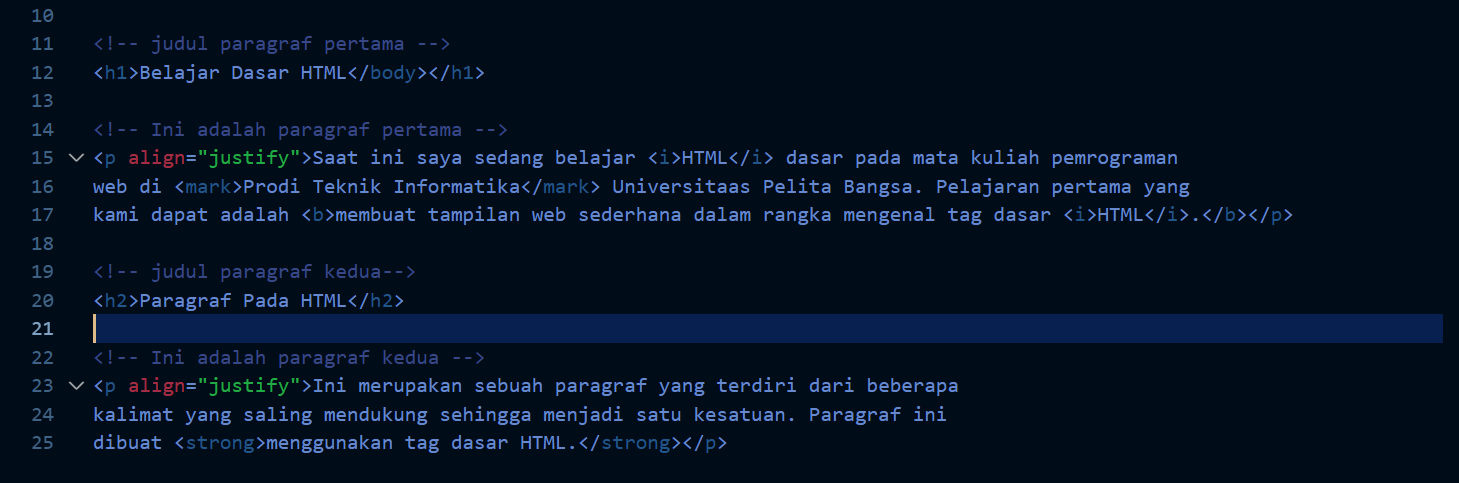 10
11 <!-- judul paragraf pertama -->
12 <h1>Belajar Dasar HTML</body></h1>
13
14 <!-- Ini adalah paragraf pertama -->
15 <p align="justify">Saat ini saya sedang belajar <i>HTML</i> dasar pada mata kuliah pemrograman
16 web di <mark>Prodi Teknik Informatika</mark> Universitaas Pelita Bangsa. Pelajaran pertama yang
17 kami dapat adalah <b>membuat tampilan web sederhana dalam rangka mengenal tag dasar <i>HTML</i>.</b></p>
18
19 <!-- judul paragraf kedua-->
20 <h2>Paragraf Pada HTML</h2>
21
22 <!-- Ini adalah paragraf kedua -->
23 <p align="justify">Ini merupakan sebuah paragraf yang terdiri dari beberapa
24 kalimat yang saling mendukung sehingga menjadi satu kesatuan. Paragraf ini
25 dibuat <strong>menggunakan tag dasar HTML.</strong></p>